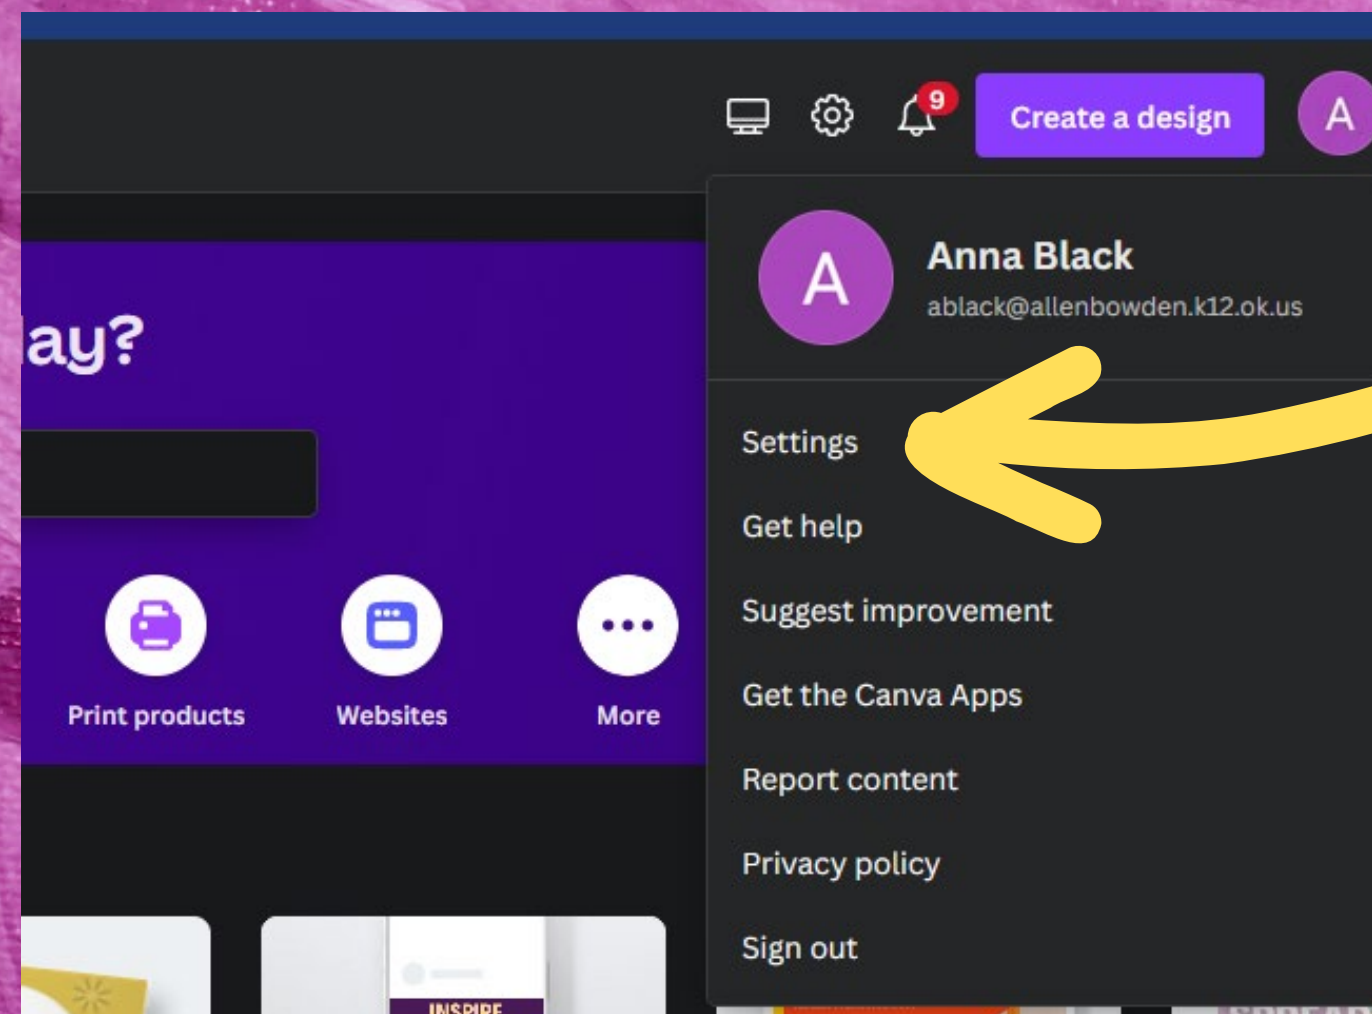 9
Create a design
A
A
Anna Black
ablack@allenbowden.k12.ok.us
ay?
Settings
Get help
Suggest improvement
Get the Canva Apps
Report content
Privacy policy
Sign out
Print products
Websites
More
INSPIRE
SPREAD